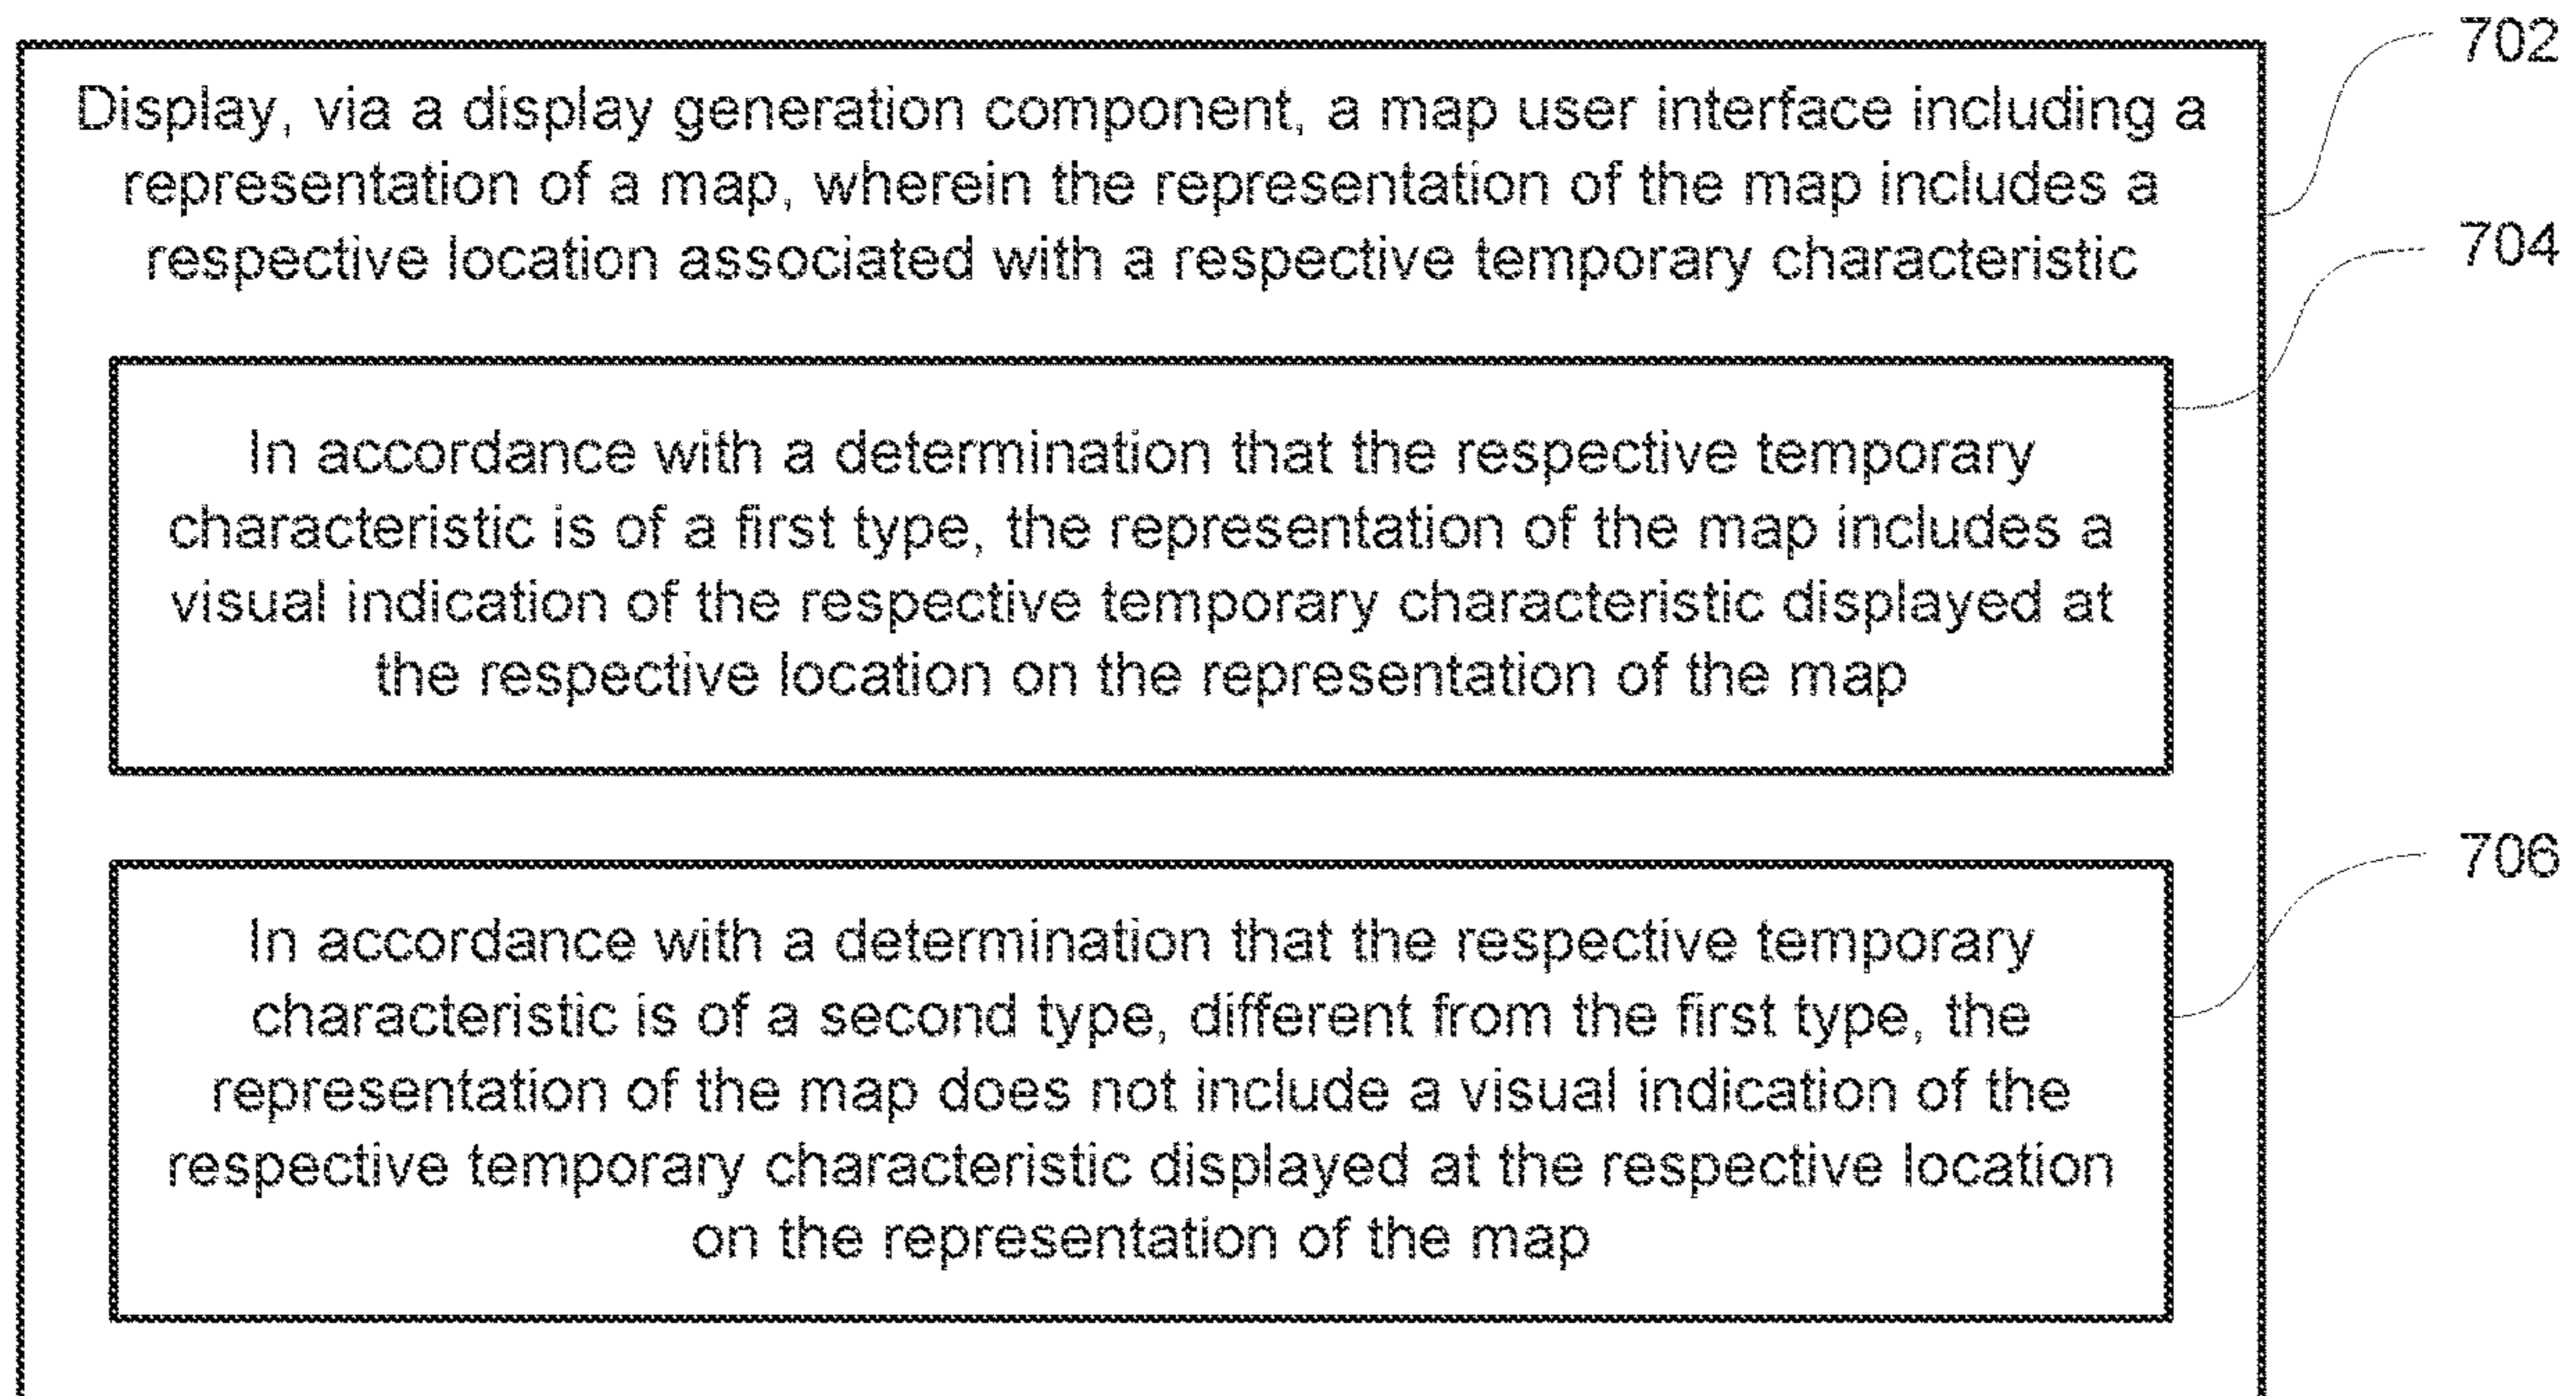 702
Display, via a display generation component, a map user interface including a
representation of a map, wherein the representation of the map includes a
respective location associated with a respective temporary characteristic
704
In accordance with a determination that the respective temporary
characteristic is of a first type, the representation of the map includes a
visual indication of the respective temporary characteristic displayed at
the respective location on the representation of the map
706
In accordance with a determination that the respective temporary
characteristic is of a second type, different from the first type, the
representation of the map does not include a visual indication of the
respective temporary characteristic displayed at the respective location
on the representation of the map